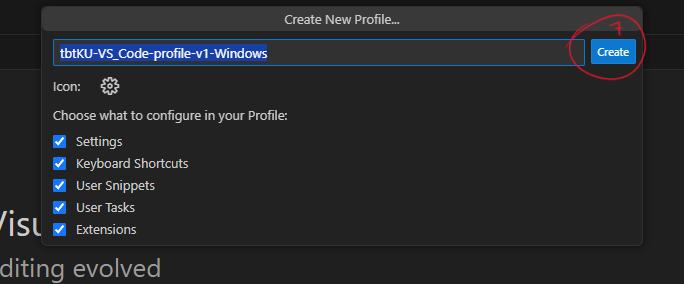 Create New Profile...
7
tbtKU-VS_Code-profile-v1-Windows
Create
Icon:
Choose what to configure in your Profile:
Settings
Keyboard Shortcuts
User Snippets
User Tasks
Extensions
Visu
diting evolved